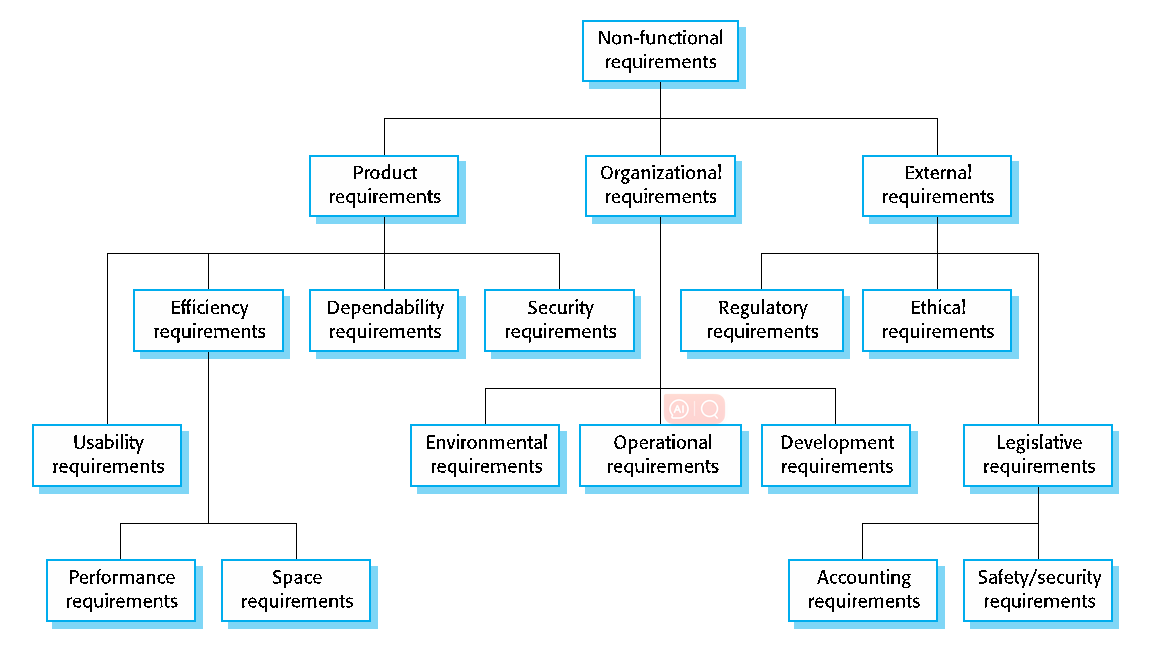 Non-functional
requirements
Product
requirements
Organizational
requirements
External
requirements
Efficiency
requirements
Dependability
requirements
Security
requirements
Regulatory
requirements
Ethical
requirements
AI
Usability
requirements
Environmental
requirements
Operational
requirements
Development
requirements
Legislative
requirements
Performance
requirements
Space
requirements
Accounting
requirements
Safety/security
requirements